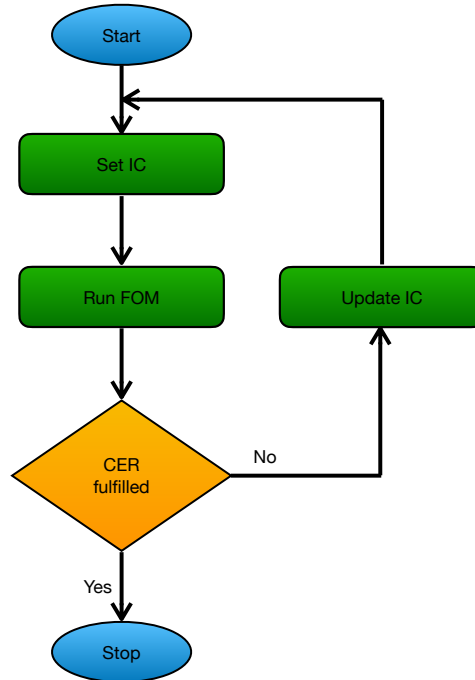 Start
Set IC
Run FOM
Update IC
CER
fulfilled
No
Yes
Stop